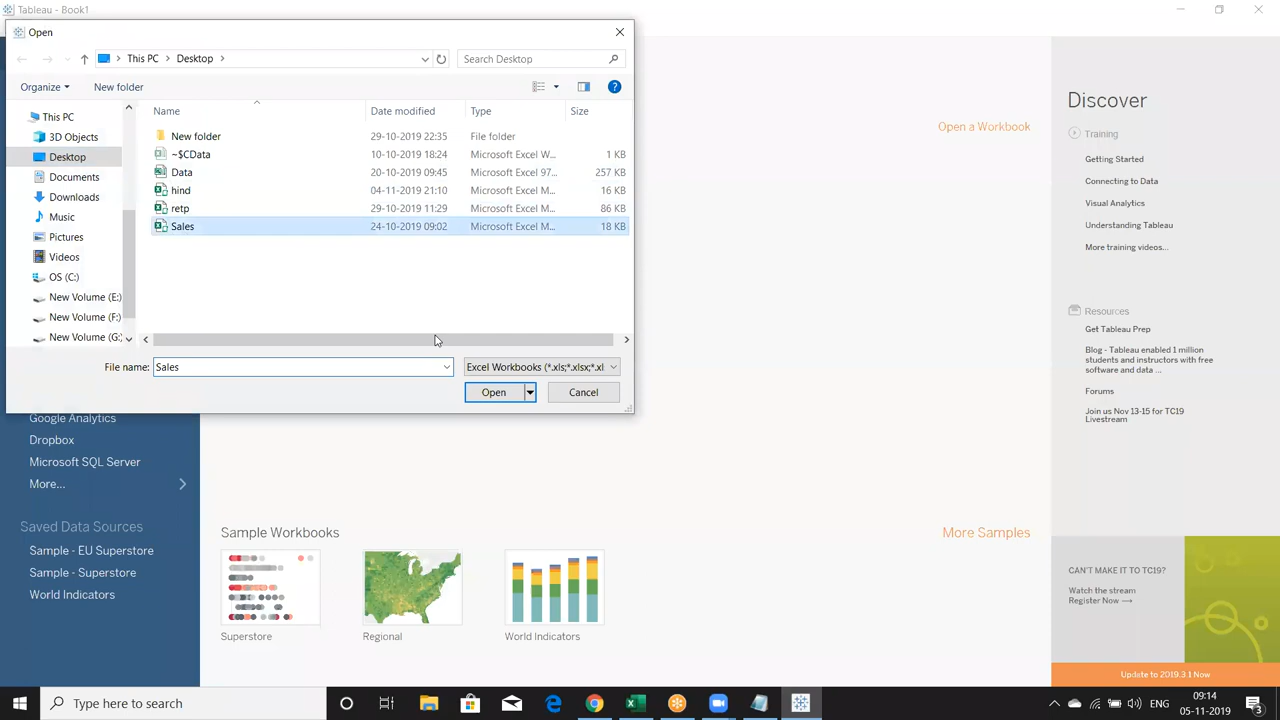 Tableau - Book1
Open
This PC
Desktop
Search Desktop
Organize
New folder
Name
Date modified
Type
Size
This PC
3D Objects
Desktop
Documents
Downloads
Music
Pictures
Videos
OS (C:)
New Volume (E:)
New Volume (F:)
New Volume (G:)
New folder 29-10-2019 22:35 File folder
~$CData 10-10-2019 18:24 Microsoft Excel W... 1 KB
Data 20-10-2019 09:45 Microsoft Excel 97... 257 KB
hind 04-11-2019 21:10 Microsoft Excel M... 16 KB
retp 29-10-2019 11:29 Microsoft Excel M... 86 KB
Sales 24-10-2019 09:02 Microsoft Excel M... 18 KB
File name: Sales
Excel Workbooks (*.xls;*.xlsx;*.xl
Open
Cancel
Google Analytics
Dropbox
Microsoft SQL Server
More...
Saved Data Sources
Sample - EU Superstore
Sample - Superstore
World Indicators
Open a Workbook
Sample Workbooks
More Samples
Superstore
Regional
World Indicators
Discover
Training
Getting Started
Connecting to Data
Visual Analytics
Understanding Tableau
More training videos...
Resources
Get Tableau Prep
Blog - Tableau enabled 1 million
students and instructors with free
software and data ...
Forums
Join us Nov 13-15 for TC19
Livestream
CAN'T MAKE IT TO TC19?
Watch the stream
Register Now →
Update to 2019.3.1 Now
Type here to search
ENG
09:14
05-11-2019
3